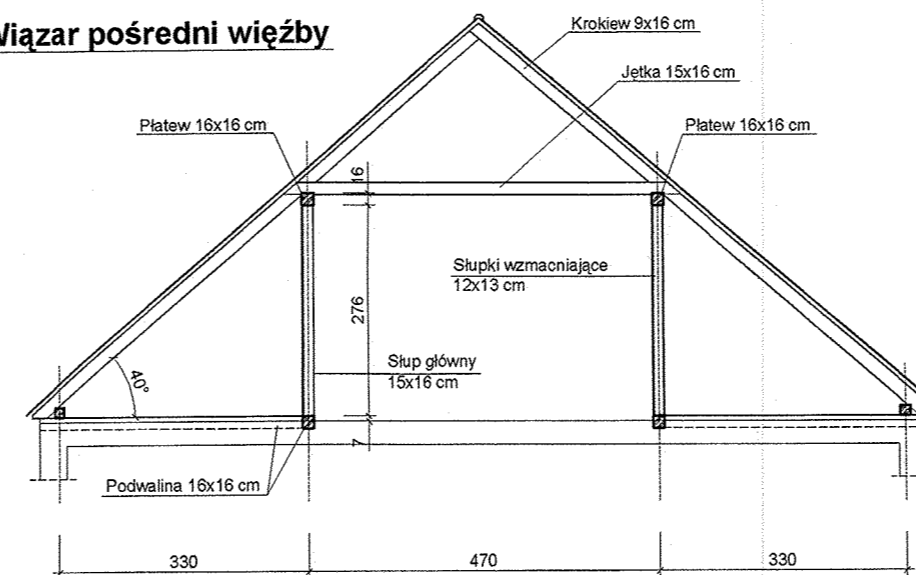 Wiązar pośredni więźby
Krokiew 9x16 cm
Jętka 15x16 cm
Płatew 16x16 cm
Płatew 16x16 cm
16
Słupki wzmacniające
12x13 cm
276
Słup główny
15x16 cm
40°
7
Podwalina 16x16 cm
330
470
330